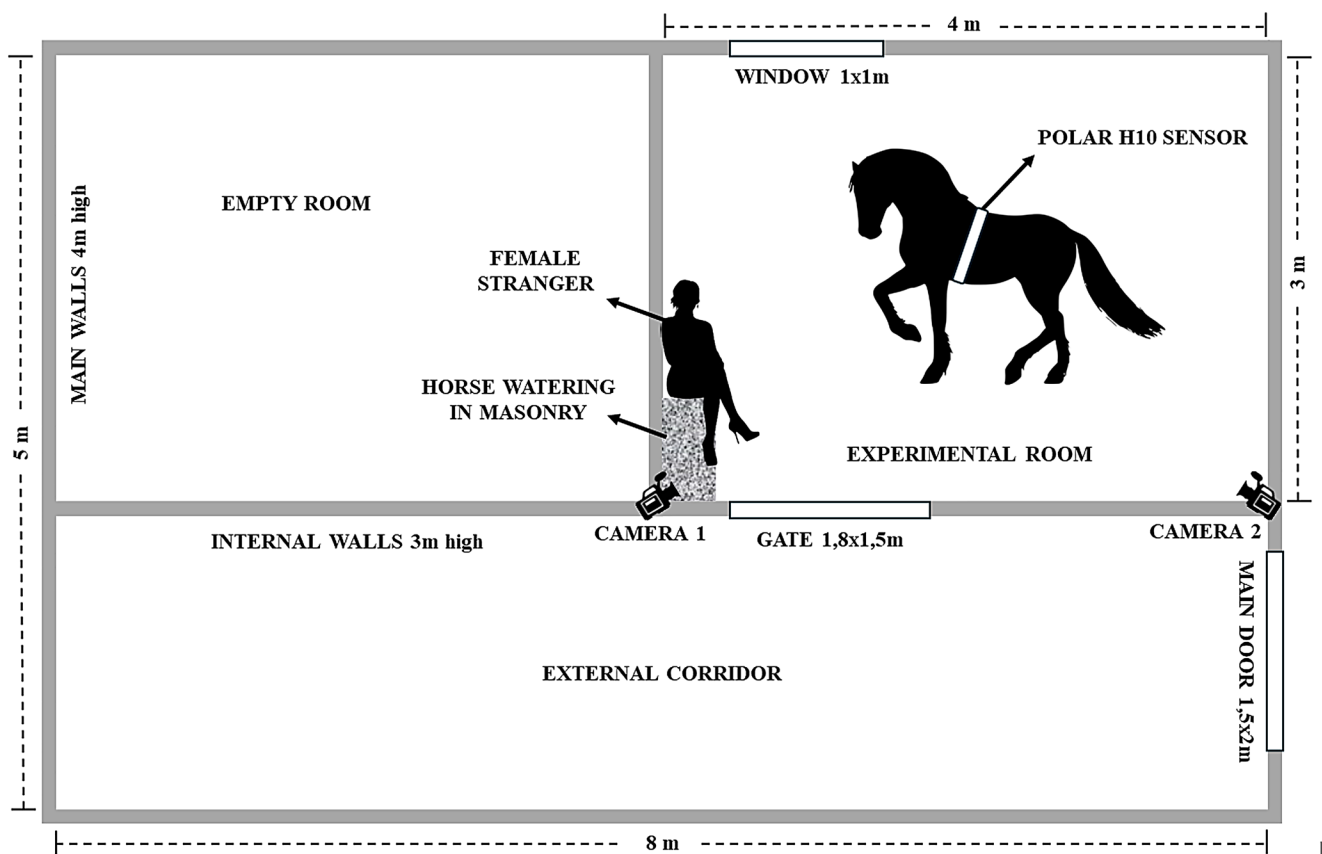 4 m
WINDOW 1x1m
POLAR H10 SENSOR
EMPTY ROOM
MAIN WALLS 4m high
FEMALE
STRANGER
3 m
HORSE WATERING
IN MASONRY
5 m
EXPERIMENTAL ROOM
CAMERA 1
GATE 1,8x1,5m
CAMERA 2
INTERNAL WALLS 3m high
MAIN DOOR 1,5x2m
EXTERNAL CORRIDOR
8 m